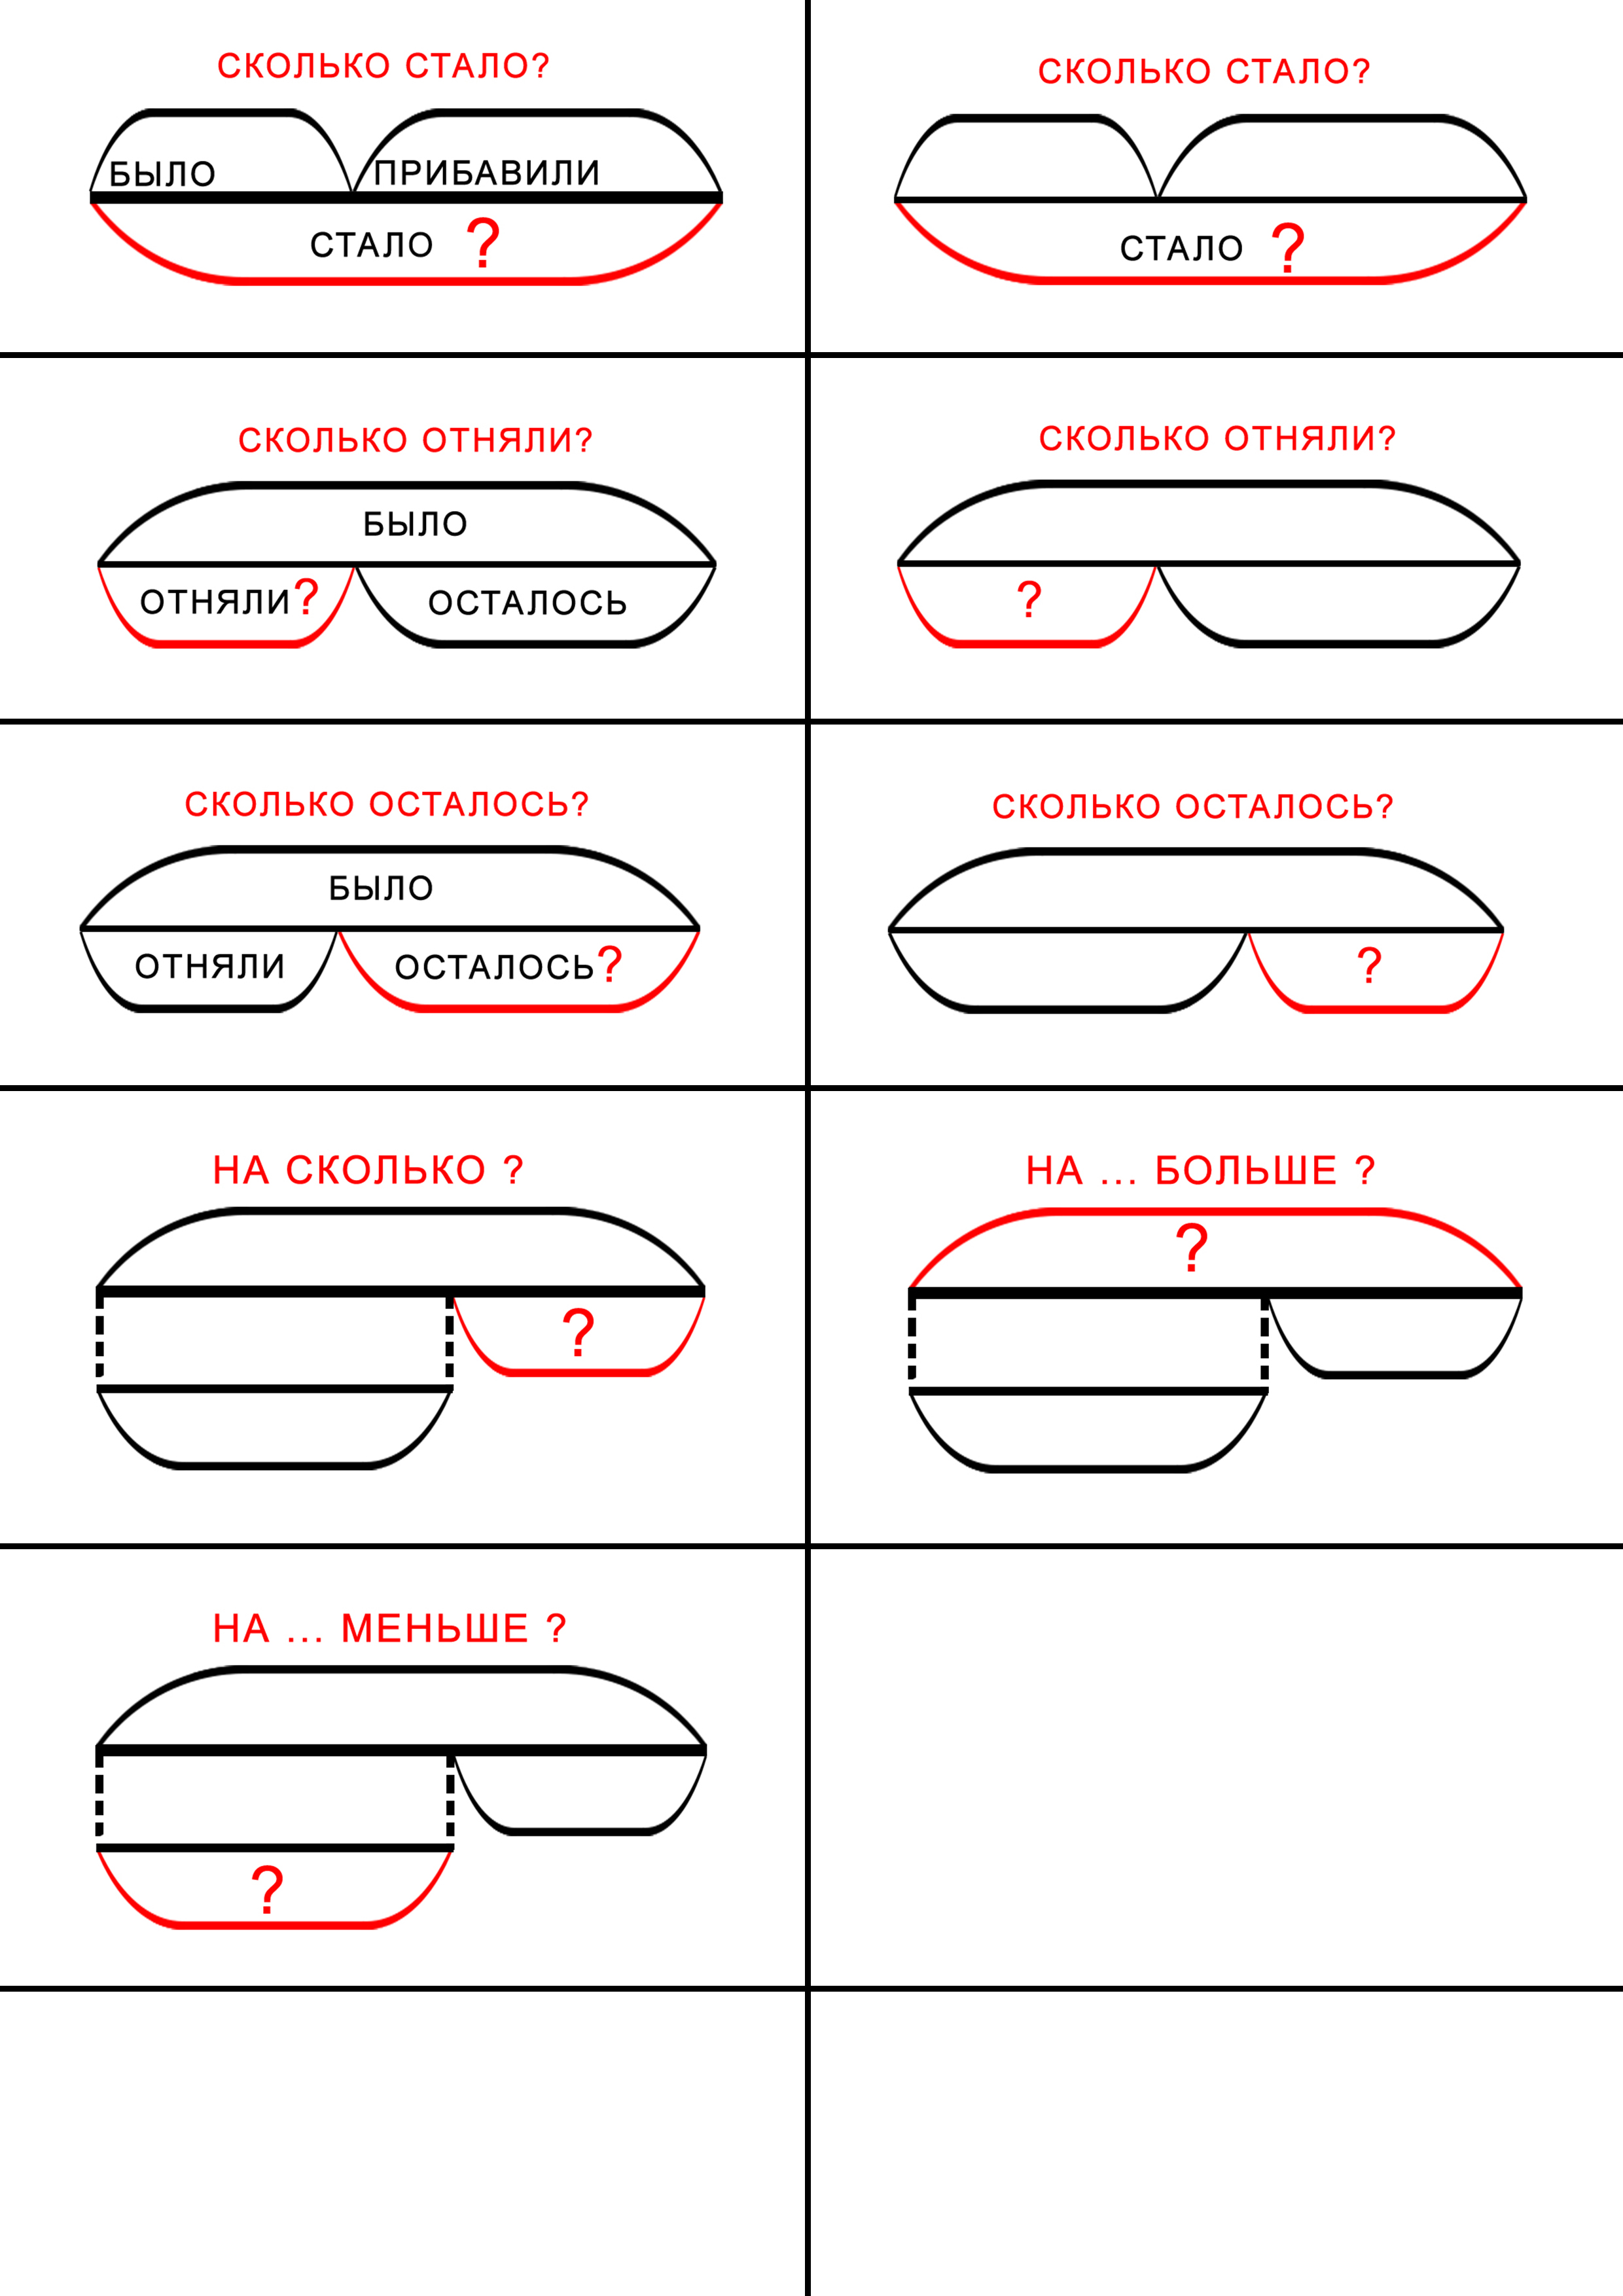 СКОЛЬКО СТАЛО?
БЫЛО ПРИБАВИЛИ
СТАЛО ?
СКОЛЬКО СТАЛО?
СТАЛО ?
СКОЛЬКО ОТНЯЛИ?
БЫЛО
ОТНЯЛИ? ОСТАЛОСЬ
СКОЛЬКО ОТНЯЛИ?
?
СКОЛЬКО ОСТАЛОСЬ?
БЫЛО
ОТНЯЛИ ОСТАЛОСЬ?
СКОЛЬКО ОСТАЛОСЬ?
?
НА СКОЛЬКО ?
?
НА ... БОЛЬШЕ ?
?
НА ... МЕНЬШЕ ?
?